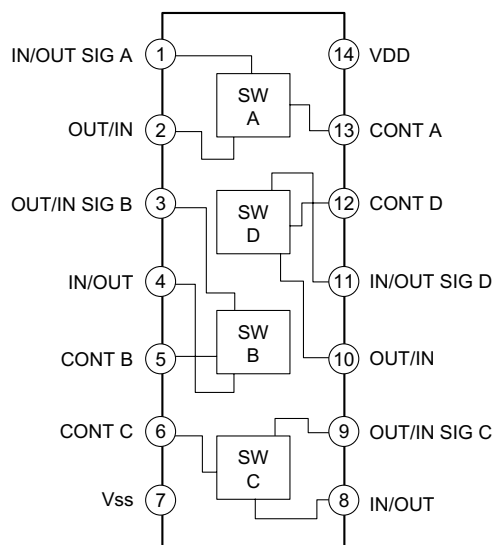 IN/OUT SIG A 1 14 VDD
SW
A
OUT/IN 2 13 CONT A
OUT/IN SIG B 3 12 CONT D
SW
D
IN/OUT 4 11 IN/OUT SIG D
SW
B
CONT B 5 10 OUT/IN
CONT C 6 9 OUT/IN SIG C
SW
C
Vss 7 8 IN/OUT